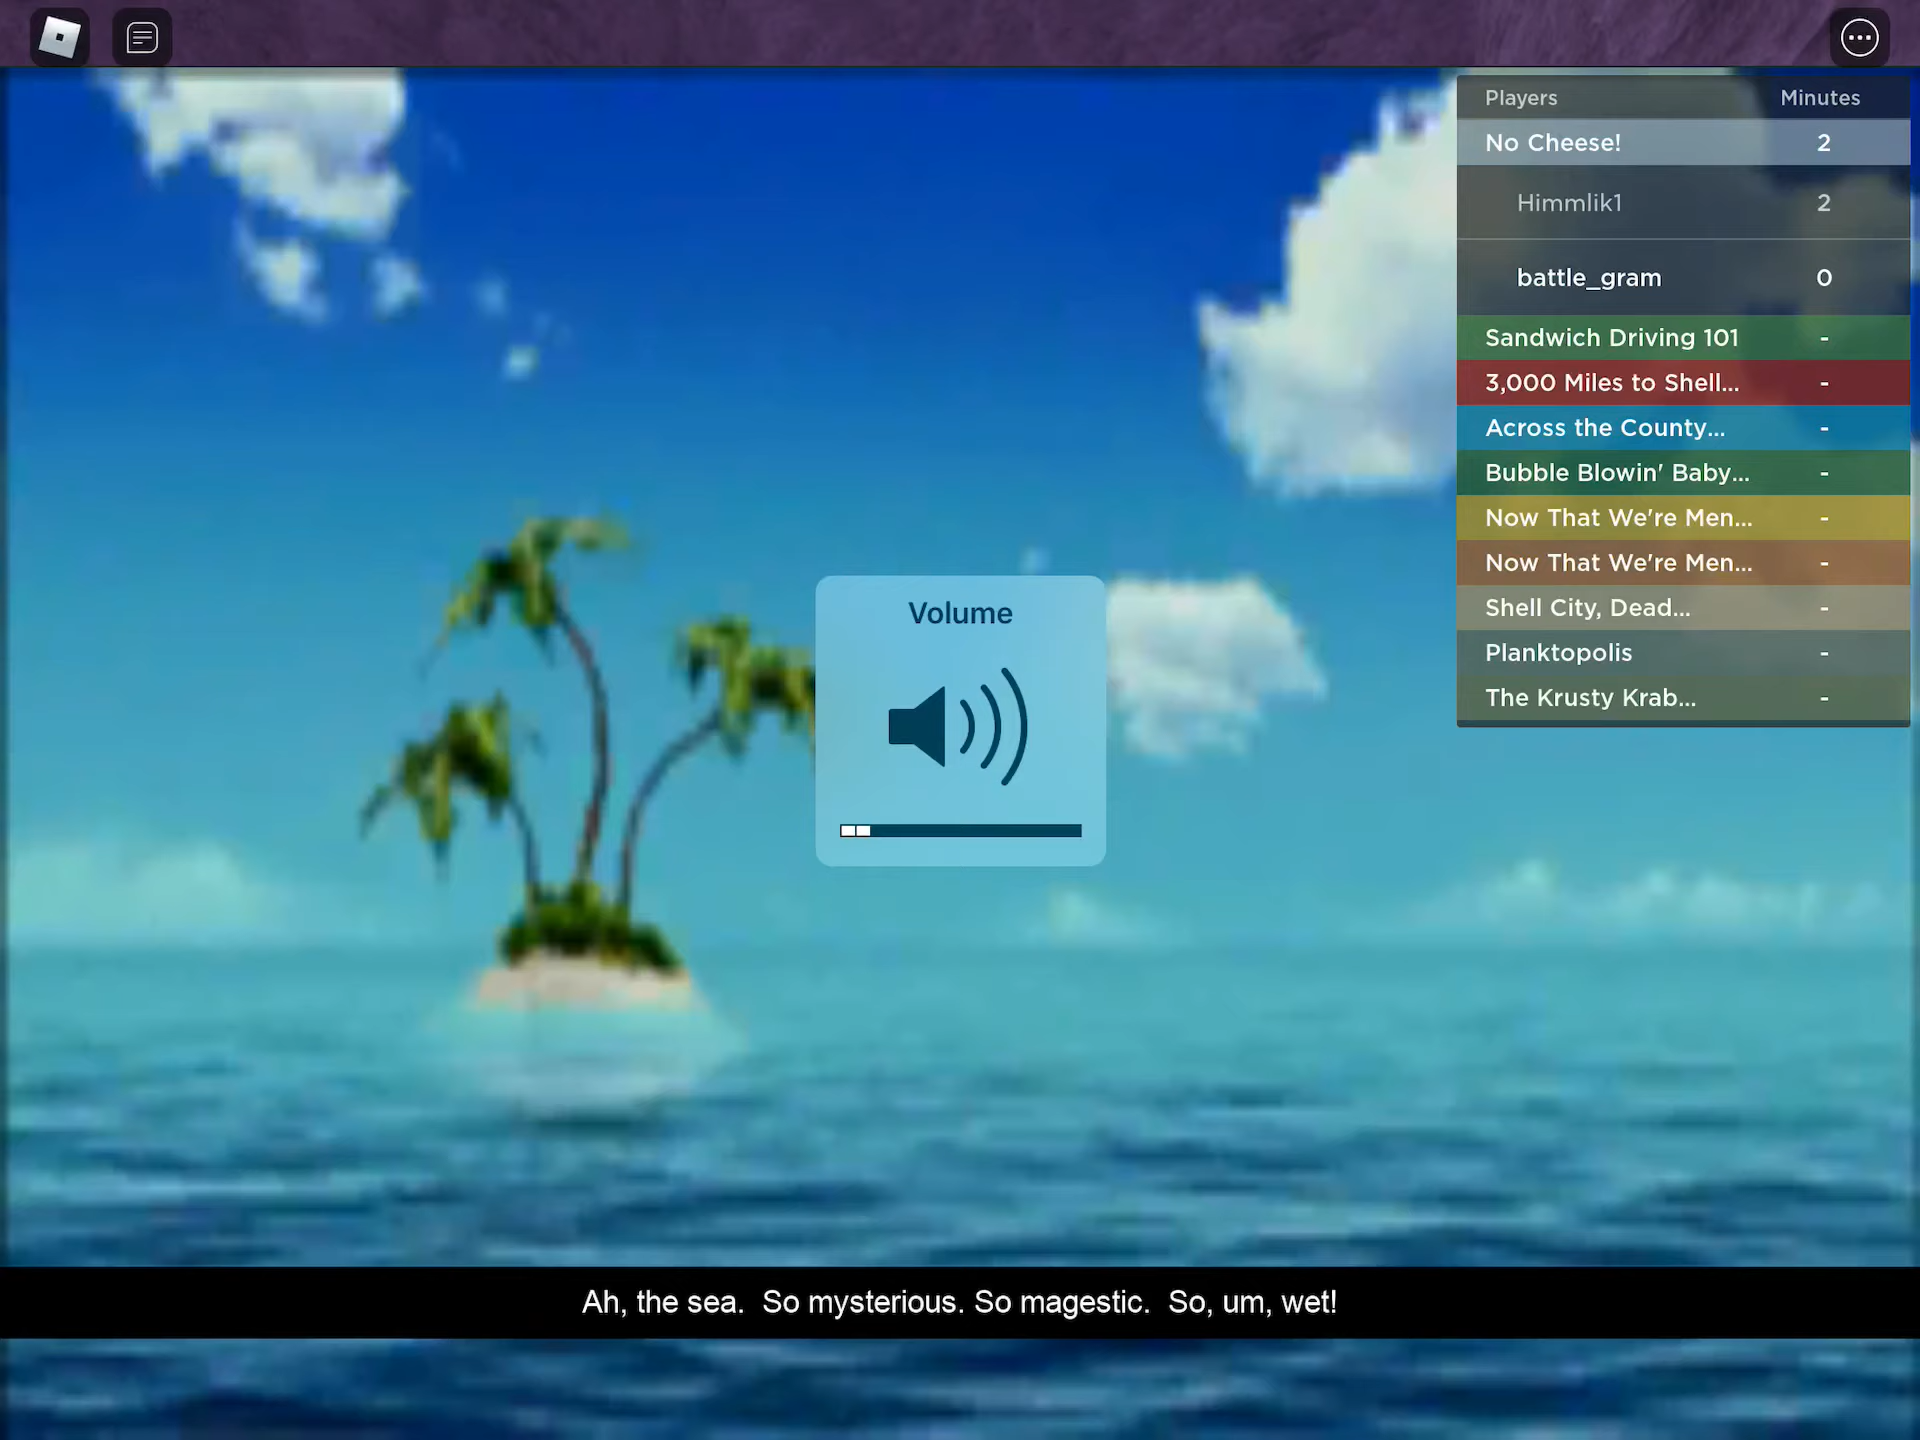 Players Minutes
No Cheese! 2
Himmlik1 2
battle_gram 0
Sandwich Driving 101 -
3,000 Miles to Shell... -
Across the County... -
Bubble Blowin' Baby... -
Now That We're Men... -
Now That We're Men... -
Shell City, Dead... -
Planktopolis -
The Krusty Krab... -
Volume
Ah, the sea.  So mysterious. So magestic.  So, um, wet!